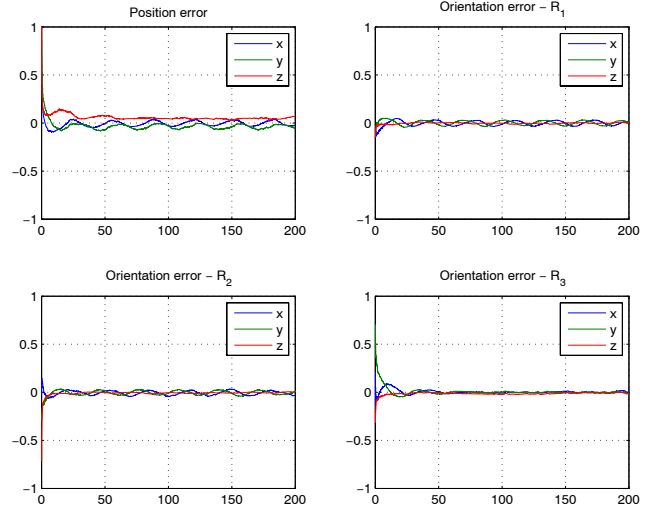 Position error
1
0.5
0
−0.5
−1
0 50 100 150 200
x
y
z
Orientation error − R₁
1
0.5
0
−0.5
−1
0 50 100 150 200
x
y
z
Orientation error − R₂
1
0.5
0
−0.5
−1
0 50 100 150 200
x
y
z
Orientation error − R₃
1
0.5
0
−0.5
−1
0 50 100 150 200
x
y
z